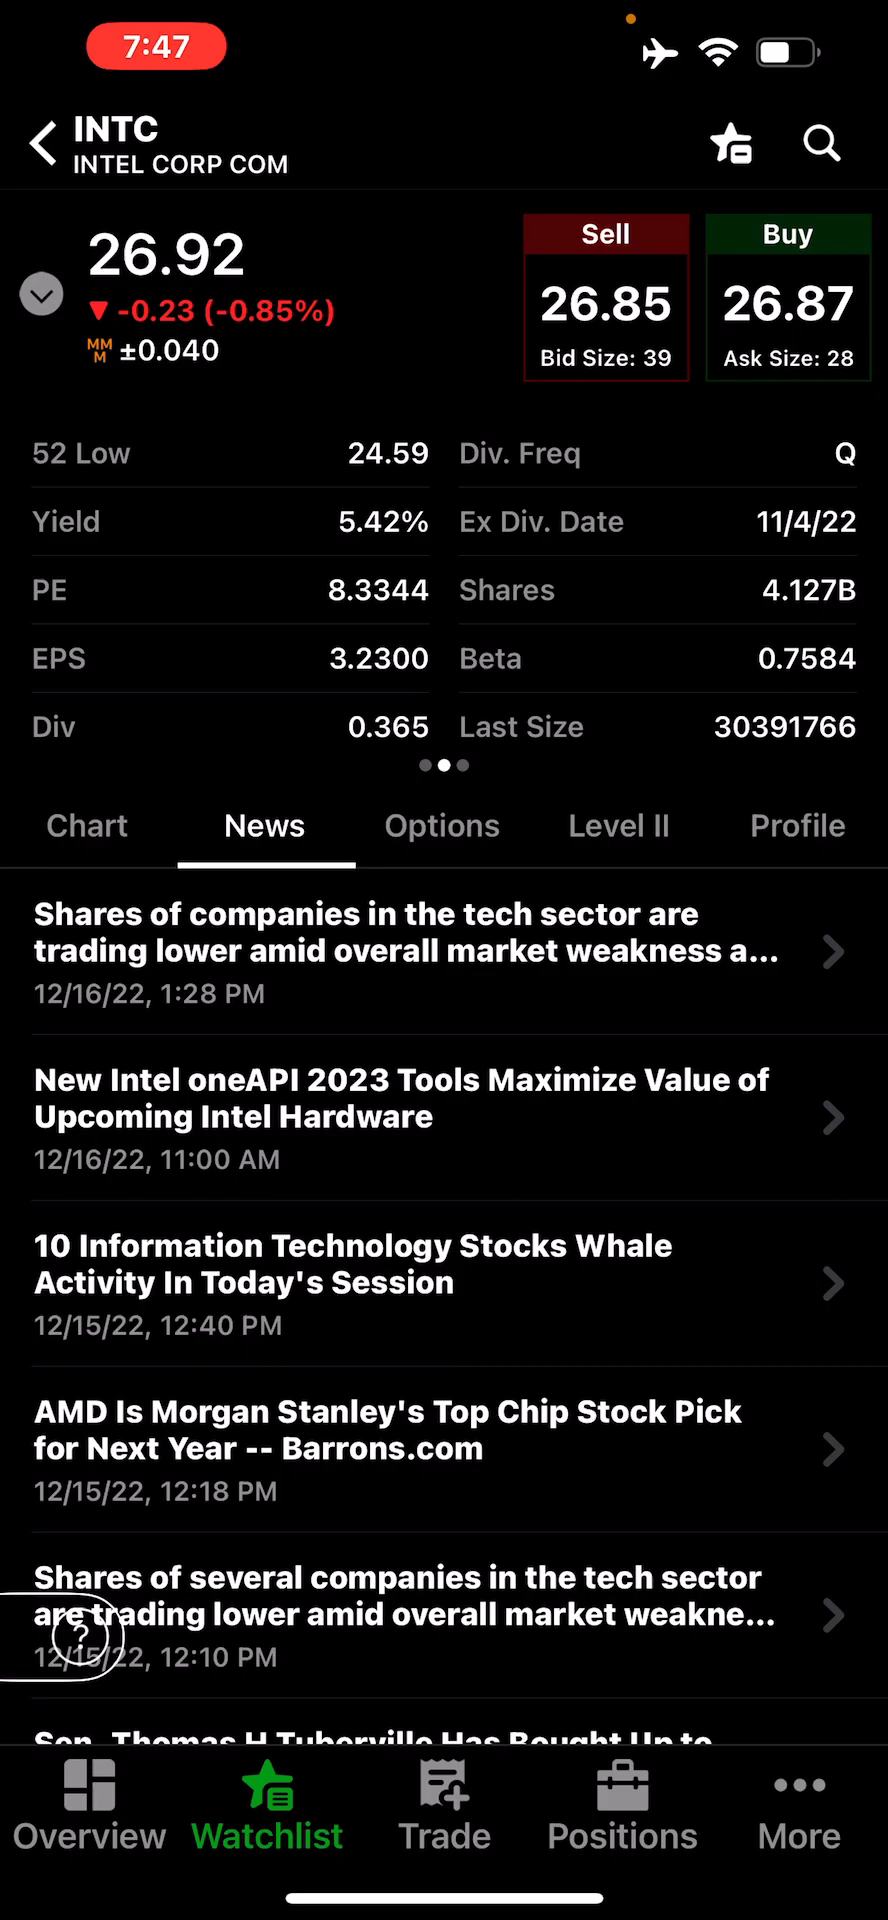 7:47
INTC
INTEL CORP COM
26.92
-0.23 (-0.85%)
MM
M
±0.040
Sell
26.85
Bid Size: 39
Buy
26.87
Ask Size: 28
52 Low 24.59 Div. Freq Q
Yield 5.42% Ex Div. Date 11/4/22
PE 8.3344 Shares 4.127B
EPS 3.2300 Beta 0.7584
Div 0.365 Last Size 30391766
Chart News Options Level II Profile
Shares of companies in the tech sector are
trading lower amid overall market weakness a...
12/16/22, 1:28 PM
New Intel oneAPI 2023 Tools Maximize Value of
Upcoming Intel Hardware
12/16/22, 11:00 AM
10 Information Technology Stocks Whale
Activity In Today's Session
12/15/22, 12:40 PM
AMD Is Morgan Stanley's Top Chip Stock Pick
for Next Year -- Barrons.com
12/15/22, 12:18 PM
Shares of several companies in the tech sector
are trading lower amid overall market weakne...
?
12/15/22, 12:10 PM
Sen. Thomas H Tuberville Has Bought Up to
Overview Watchlist Trade Positions More